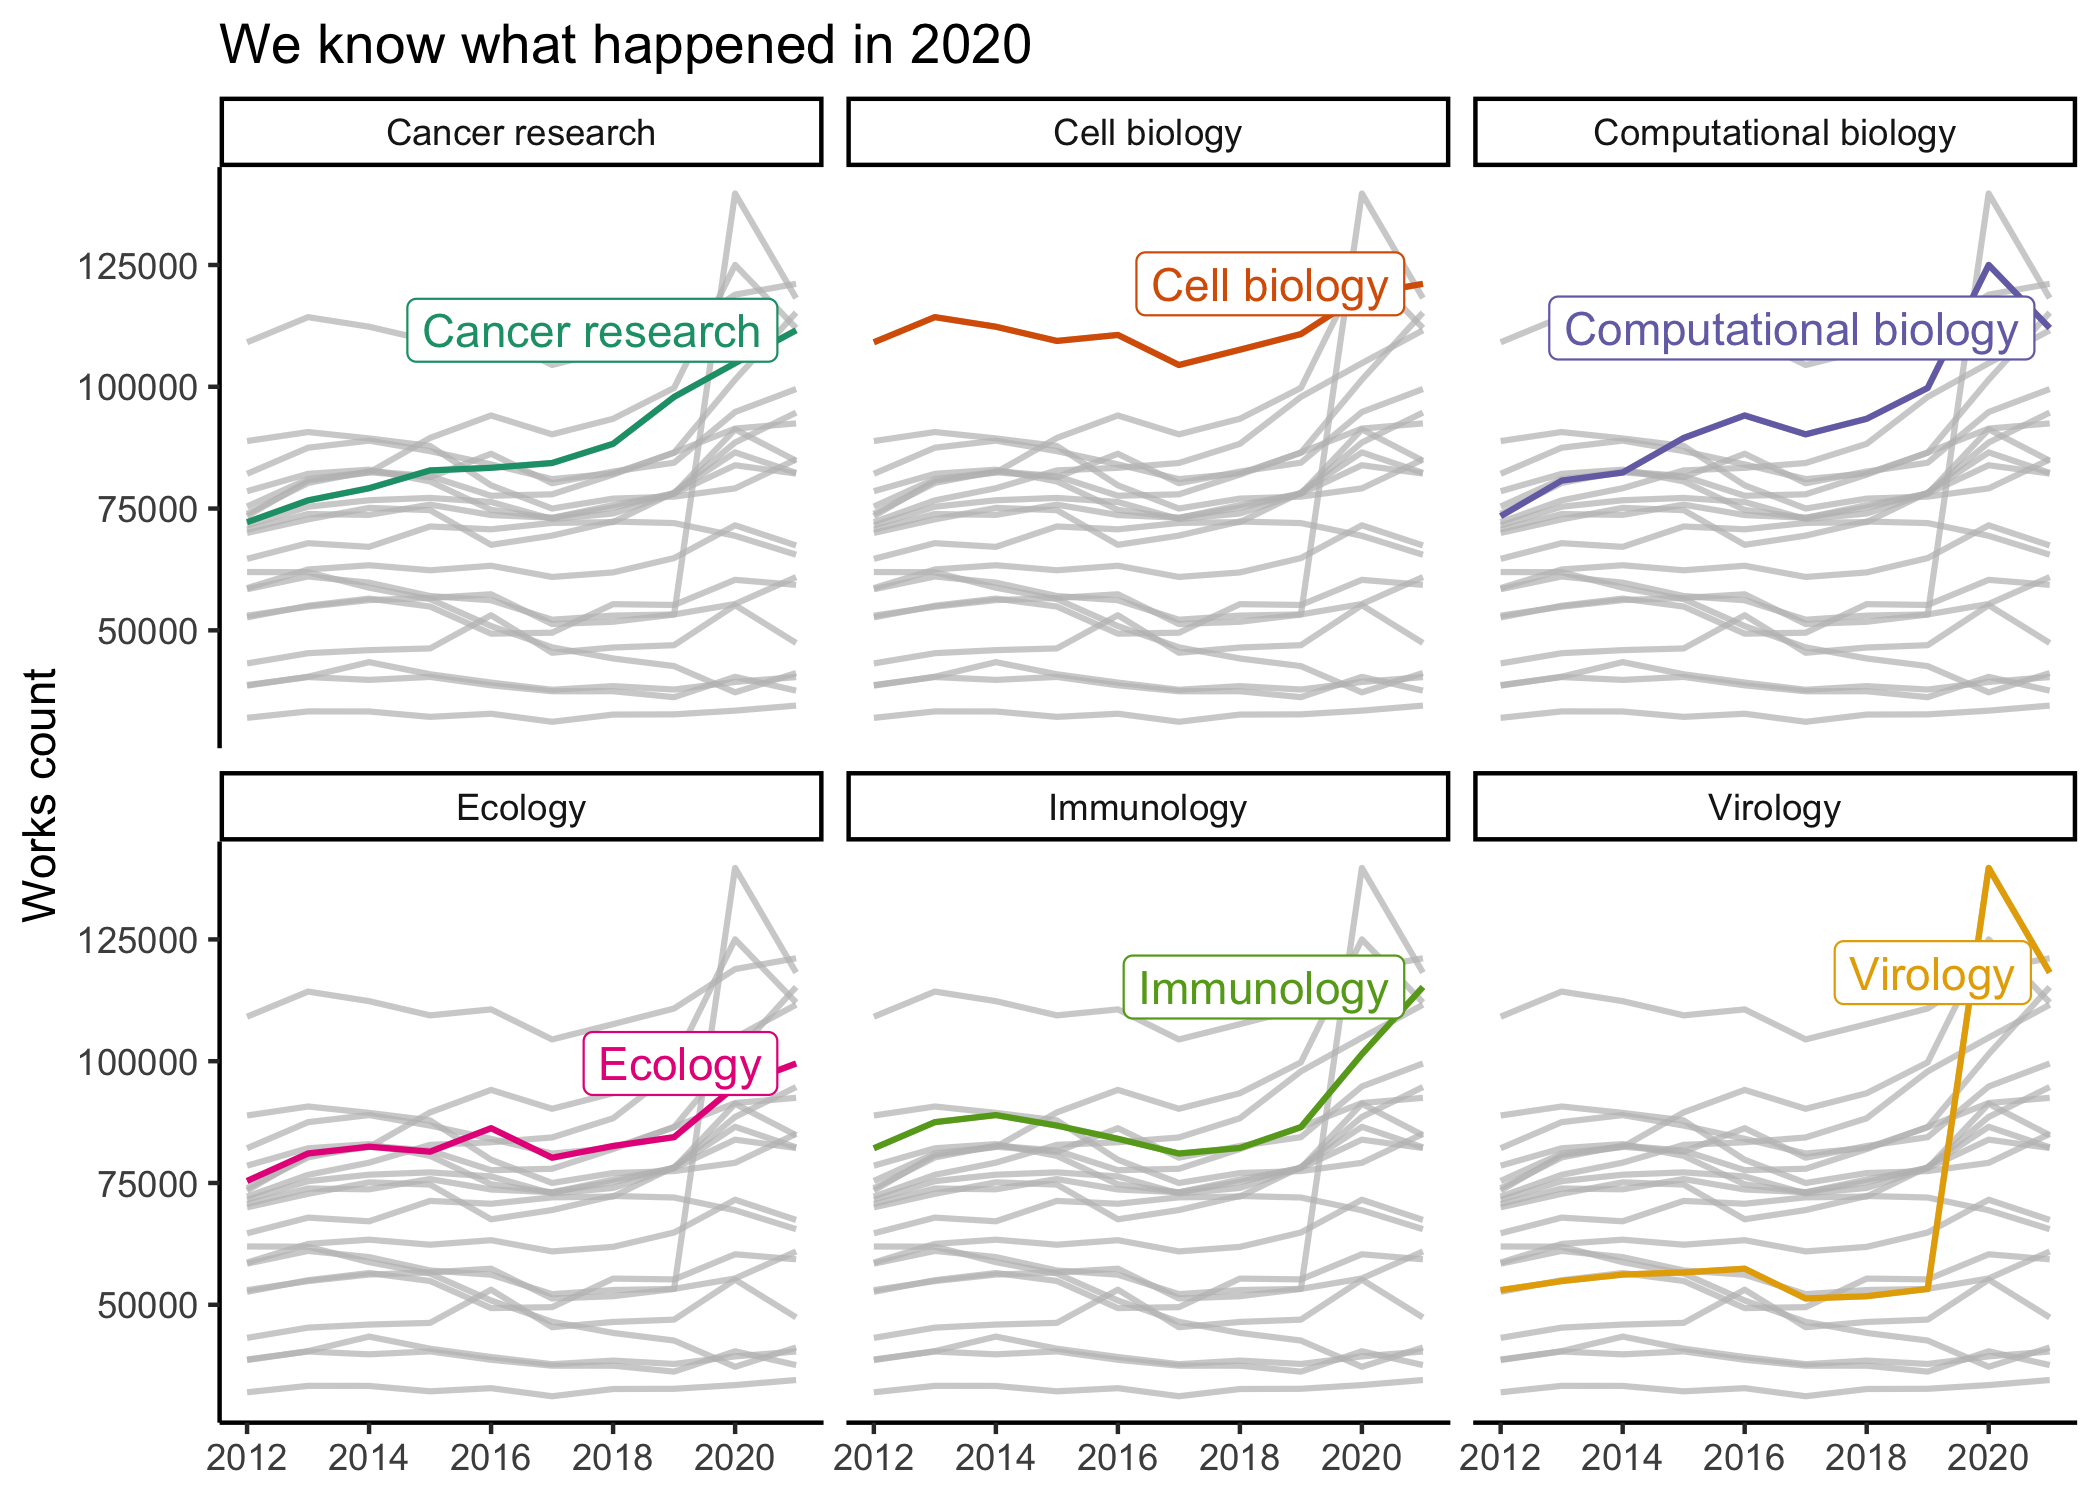 We know what happened in 2020
Cancer research
Cell biology
Computational biology
125000
100000
75000
50000
Cancer research
Cell biology
Computational biology
Works count
Ecology
Immunology
Virology
125000
100000
75000
50000
Ecology
Immunology
Virology
2012 2014 2016 2018 2020
2012 2014 2016 2018 2020
2012 2014 2016 2018 2020